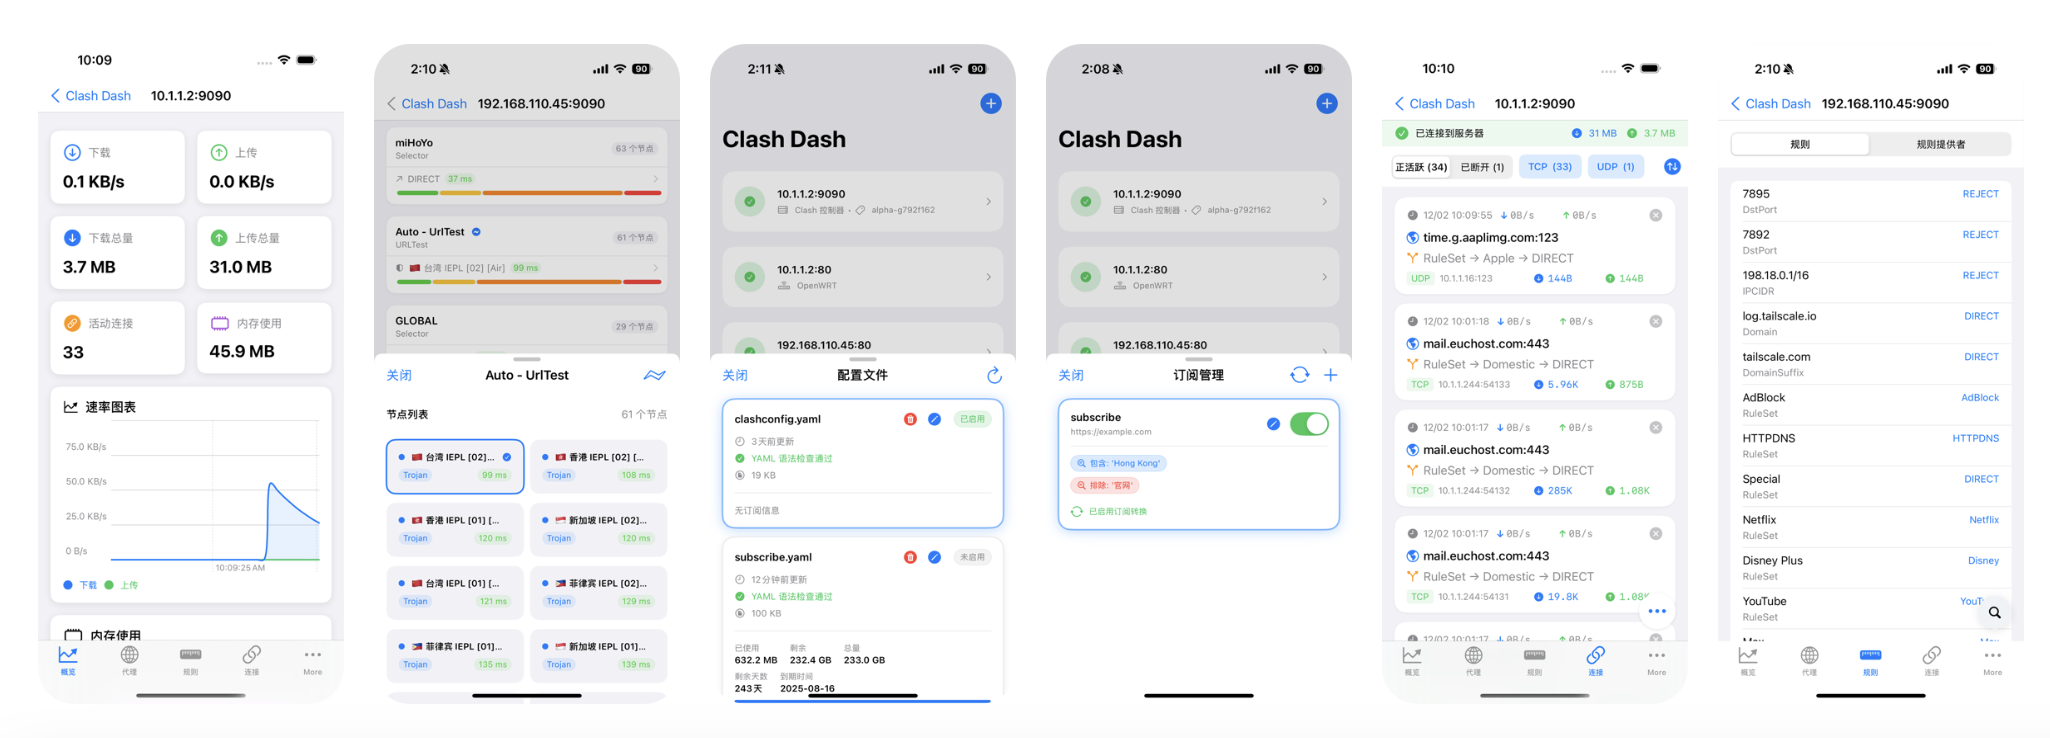 10:09
Clash Dash 10.1.1.2:9090
下载
0.1 KB/s
上传
0.0 KB/s
下载总量
3.7 MB
上传总量
31.0 MB
活动连接
33
内存使用
45.9 MB
速率图表
75.0 KB/s
50.0 KB/s
25.0 KB/s
0 B/s
10:09:25 AM
下载 上传
内存使用
概览 代理 规则 连接 More
2:10 90
Clash Dash 192.168.110.45:9090
miHoYo
Selector
63 个节点
DIRECT 37 ms
Auto - UrlTest
URLTest
61 个节点
台湾 IEPL [02] [Air] 99 ms
GLOBAL
Selector
29 个节点
关闭 Auto - UrlTest
节点列表 61 个节点
台湾 IEPL [02]...
Trojan 99 ms
香港 IEPL [02] [...
Trojan 108 ms
香港 IEPL [01] [...
Trojan 120 ms
新加坡 IEPL [02]...
Trojan 120 ms
台湾 IEPL [01] [...
Trojan 121 ms
菲律宾 IEPL [02]...
Trojan 129 ms
菲律宾 IEPL [01]...
Trojan 135 ms
新加坡 IEPL [01]...
Trojan 139 ms
2:11 90
Clash Dash
10.1.1.2:9090
Clash 控制器 • alpha-g792f162
10.1.1.2:80
OpenWRT
192.168.110.45:80
关闭 配置文件
clashconfig.yaml 已启用
3天前更新
YAML 语法检查通过
19 KB
无订阅信息
subscribe.yaml 未启用
12分钟前更新
YAML 语法检查通过
100 KB
已使用 剩余 总量
632.2 MB 232.4 GB 233.0 GB
剩余天数 到期时间
243天 2025-08-16
2:08 90
Clash Dash
10.1.1.2:9090
Clash 控制器 • alpha-g792f162
10.1.1.2:80
OpenWRT
192.168.110.45:80
关闭 订阅管理
subscribe
https://example.com
包含: 'Hong Kong'
排除: '官网'
已启用订阅转换
10:10
Clash Dash 10.1.1.2:9090
已连接到服务器 31 MB 3.7 MB
正活跃 (34) 已断开 (1) TCP (33) UDP (1)
12/02 10:09:55 0B/s 0B/s
time.g.aaplimg.com:123
RuleSet → Apple → DIRECT
UDP 10.1.1.16:123 144B 144B
12/02 10:01:18 0B/s 0B/s
mail.euchost.com:443
RuleSet → Domestic → DIRECT
TCP 10.1.1.244:54133 5.96K 875B
12/02 10:01:17 0B/s 0B/s
mail.euchost.com:443
RuleSet → Domestic → DIRECT
TCP 10.1.1.244:54132 285K 1.08K
12/02 10:01:17 0B/s 0B/s
mail.euchost.com:443
RuleSet → Domestic → DIRECT
TCP 10.1.1.244:54131 19.8K 1.08K
12/02 10:01:17 0B/s 0B/s
概览 代理 规则 连接 More
2:10 90
Clash Dash 192.168.110.45:9090
规则 规则提供者
7895 REJECT
DstPort
7892 REJECT
DstPort
198.18.0.1/16 REJECT
IPCIDR
log.tailscale.io DIRECT
Domain
tailscale.com DIRECT
DomainSuffix
AdBlock AdBlock
RuleSet
HTTPDNS HTTPDNS
RuleSet
Special DIRECT
RuleSet
Netflix Netflix
RuleSet
Disney Plus Disney
RuleSet
YouTube
RuleSet
概览 代理 规则 连接 More